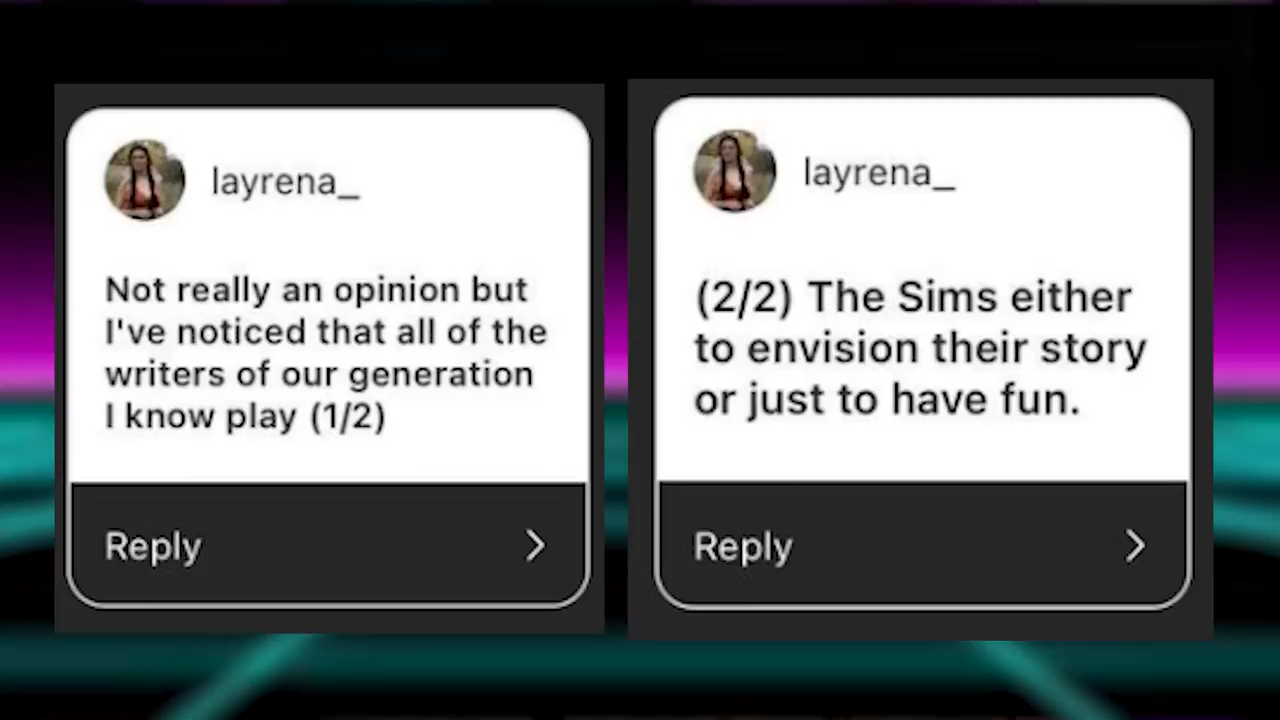 layrena_
Not really an opinion but
I've noticed that all of the
writers of our generation
I know play (1/2)
Reply
layrena_
(2/2) The Sims either
to envision their story
or just to have fun.
Reply